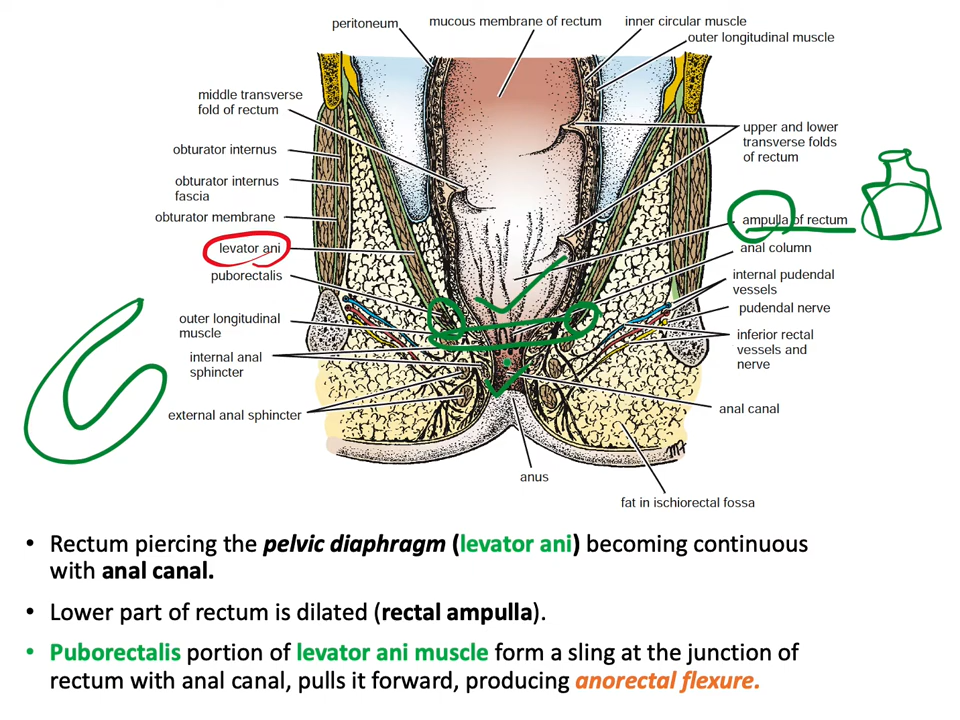 peritoneum
mucous membrane of rectum
inner circular muscle
outer longitudinal muscle
middle transverse
fold of rectum
obturator internus
obturator internus
fascia
obturator membrane
levator ani
puborectalis
outer longitudinal
muscle
internal anal
sphincter
external anal sphincter
upper and lower
transverse folds
of rectum
ampulla of rectum
anal column
internal pudendal
vessels
pudendal nerve
inferior rectal
vessels and
nerve
anal canal
anus
fat in ischiorectal fossa
• Rectum piercing the pelvic diaphragm (levator ani) becoming continuous
with anal canal.
• Lower part of rectum is dilated (rectal ampulla).
• Puborectalis portion of levator ani muscle form a sling at the junction of
rectum with anal canal, pulls it forward, producing anorectal flexure.